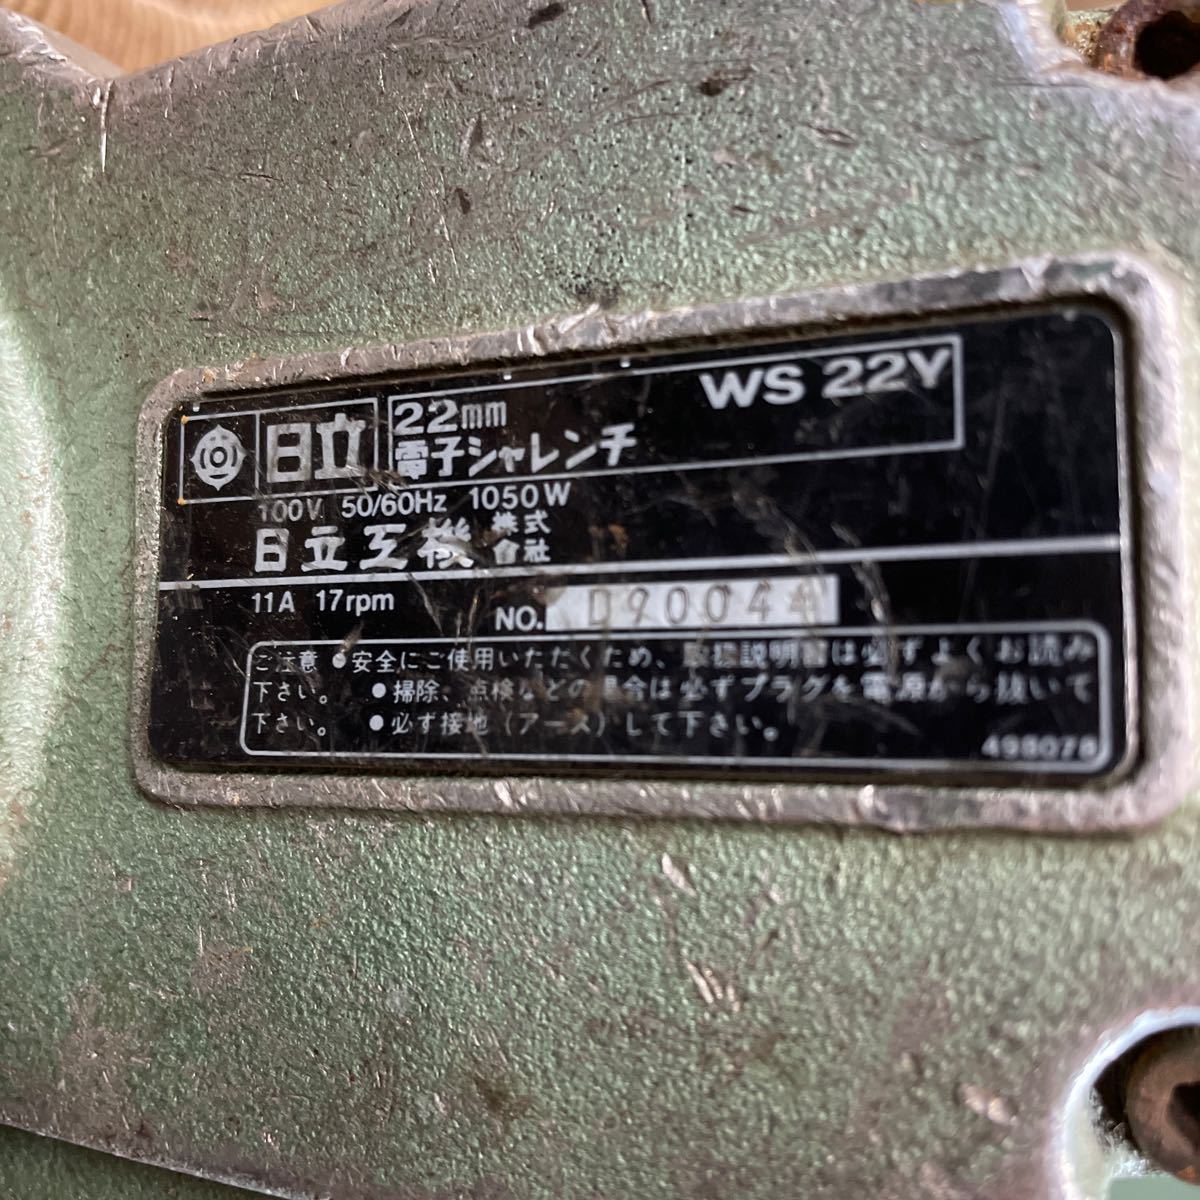 日立
22mm
電子シャレンチ
WS 22Y
100V 50/60Hz 1050W
日立工機 株式会社
11A 17rpm
NO. D90044
ご注意 ●安全にご使用いただくため、取扱説明書は必ずよくお読み
下さい。 ●掃除、点検などの場合は必ずプラグを電源から抜いて
下さい。 ●必ず接地(アース)して下さい。
498078